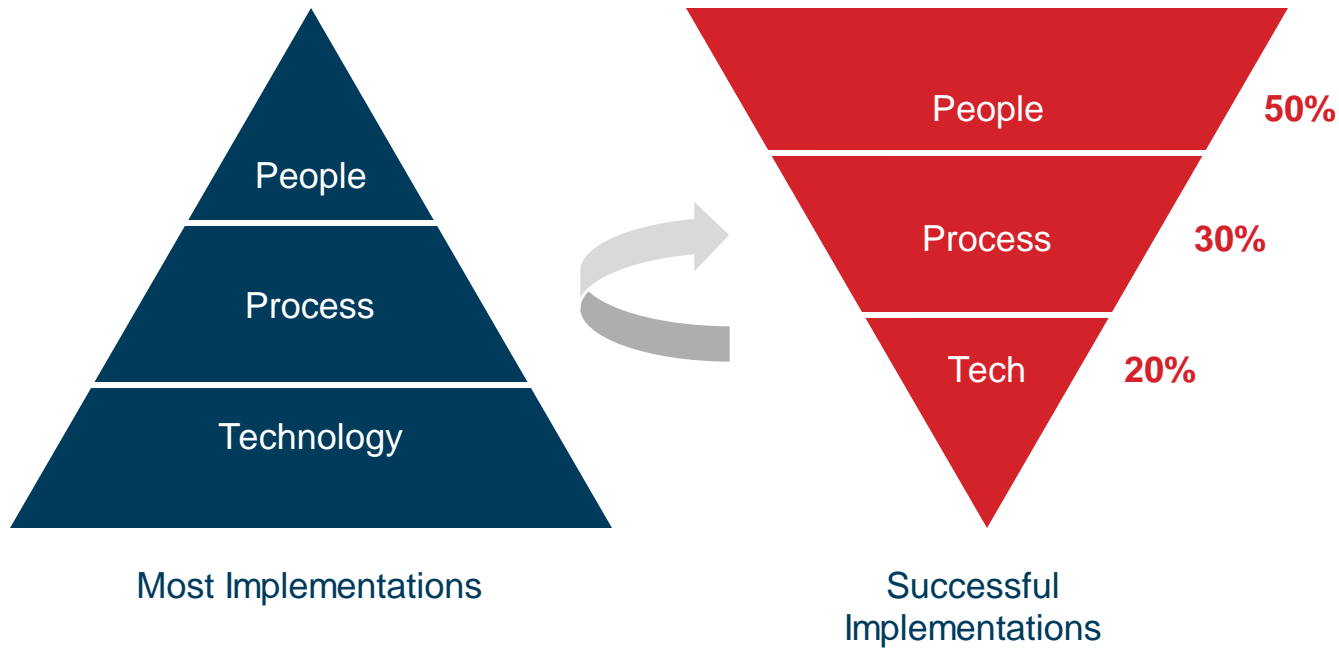 People
Process
Technology
Most Implementations
People
50%
Process
30%
Tech
20%
Successful
Implementations